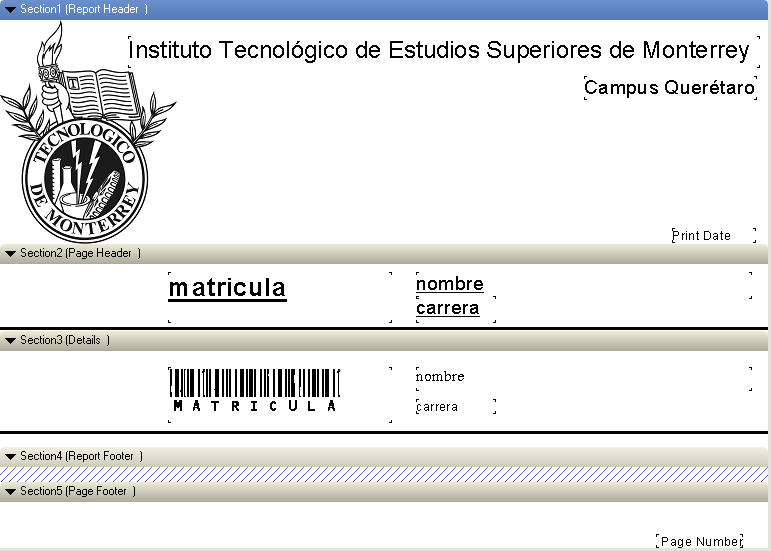 Section1 (Report Header )
Instituto Tecnológico de Estudios Superiores de Monterrey
Campus Querétaro
TECNOLOGICO
DE MONTERREY
Print Date
Section2 (Page Header )
matricula
nombre
carrera
Section3 (Details )
MATRICULA
nombre
carrera
Section4 (Report Footer )
Section5 (Page Footer )
Page Number